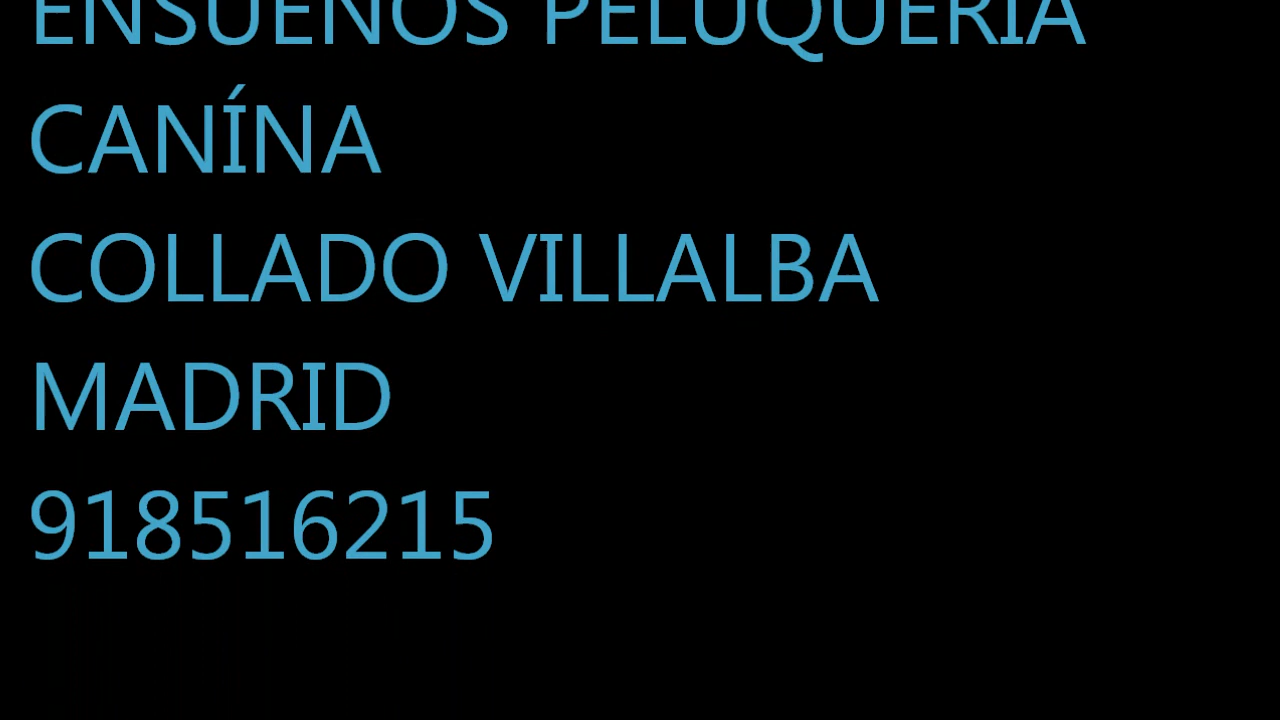 ENSUEÑOS PELUQUERÍA
CANÍNA
COLLADO VILLALBA
MADRID
918516215